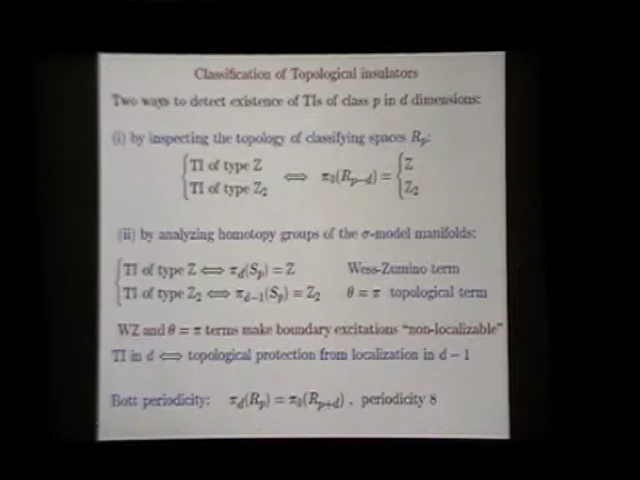 Classification of Topological insulators
Two ways to detect existence of TIs of class p in d dimensions:
(i) by inspecting the topology of classifying spaces R_p:
{ TI of type Z ⟺ π_0(R_{p−d}) = { Z
{ TI of type Z_2 { Z_2
(ii) by analyzing homotopy groups of the σ-model manifolds:
{ TI of type Z ⟺ π_d(S_p) = Z Wess-Zumino term
{ TI of type Z_2 ⟺ π_{d−1}(S_p) = Z_2 θ = π topological term
WZ and θ = π terms make boundary excitations “non-localizable”
TI in d ⟺ topological protection from localization in d − 1
Bott periodicity: π_d(R_p) = π_0(R_{p+d}) , periodicity 8